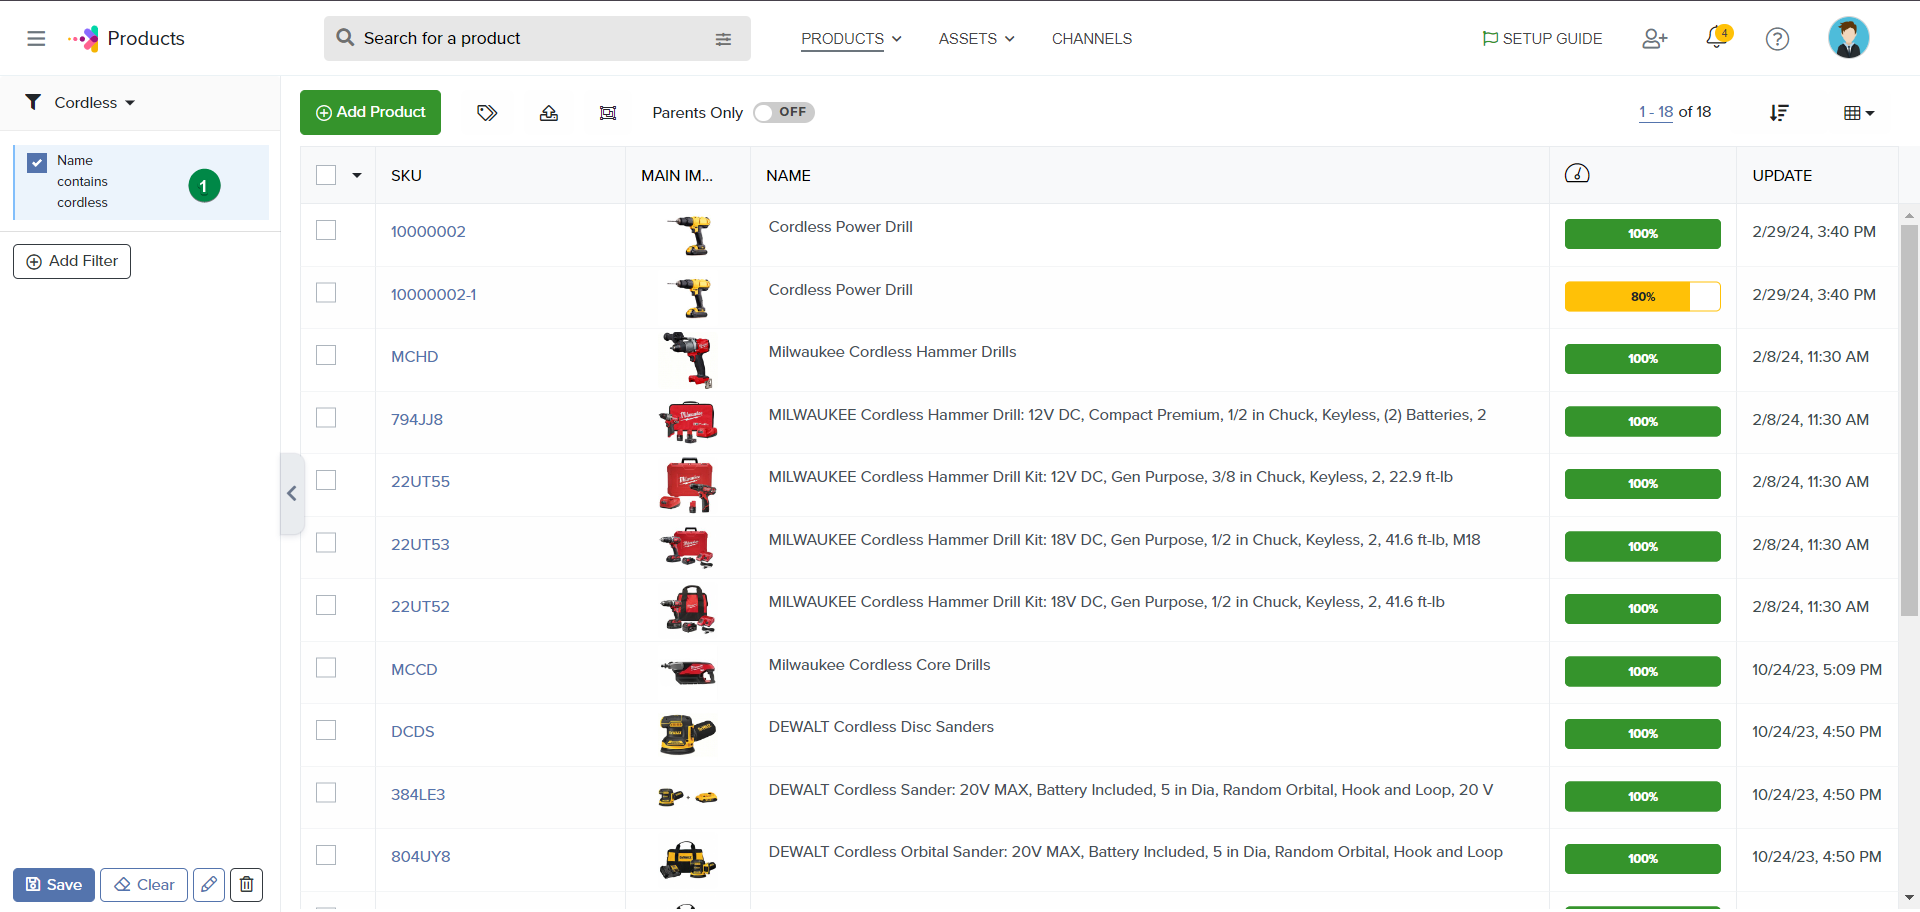 Products
Search for a product
PRODUCTS
ASSETS
CHANNELS
SETUP GUIDE
4
?
Cordless
Name
contains
cordless
1
Add Filter
Save
Clear
Add Product
Parents Only
OFF
1 - 18 of 18
SKU
MAIN IM...
NAME
UPDATE
10000002
Cordless Power Drill
100%
2/29/24, 3:40 PM
10000002-1
Cordless Power Drill
80%
2/29/24, 3:40 PM
MCHD
Milwaukee Cordless Hammer Drills
100%
2/8/24, 11:30 AM
794JJ8
MILWAUKEE Cordless Hammer Drill: 12V DC, Compact Premium, 1/2 in Chuck, Keyless, (2) Batteries, 2
100%
2/8/24, 11:30 AM
22UT55
MILWAUKEE Cordless Hammer Drill Kit: 12V DC, Gen Purpose, 3/8 in Chuck, Keyless, 2, 22.9 ft-lb
100%
2/8/24, 11:30 AM
22UT53
MILWAUKEE Cordless Hammer Drill Kit: 18V DC, Gen Purpose, 1/2 in Chuck, Keyless, 2, 41.6 ft-lb, M18
100%
2/8/24, 11:30 AM
22UT52
MILWAUKEE Cordless Hammer Drill Kit: 18V DC, Gen Purpose, 1/2 in Chuck, Keyless, 2, 41.6 ft-lb
100%
2/8/24, 11:30 AM
MCCD
Milwaukee Cordless Core Drills
100%
10/24/23, 5:09 PM
DCDS
DEWALT Cordless Disc Sanders
100%
10/24/23, 4:50 PM
384LE3
DEWALT Cordless Sander: 20V MAX, Battery Included, 5 in Dia, Random Orbital, Hook and Loop, 20 V
100%
10/24/23, 4:50 PM
804UY8
DEWALT Cordless Orbital Sander: 20V MAX, Battery Included, 5 in Dia, Random Orbital, Hook and Loop
100%
10/24/23, 4:50 PM